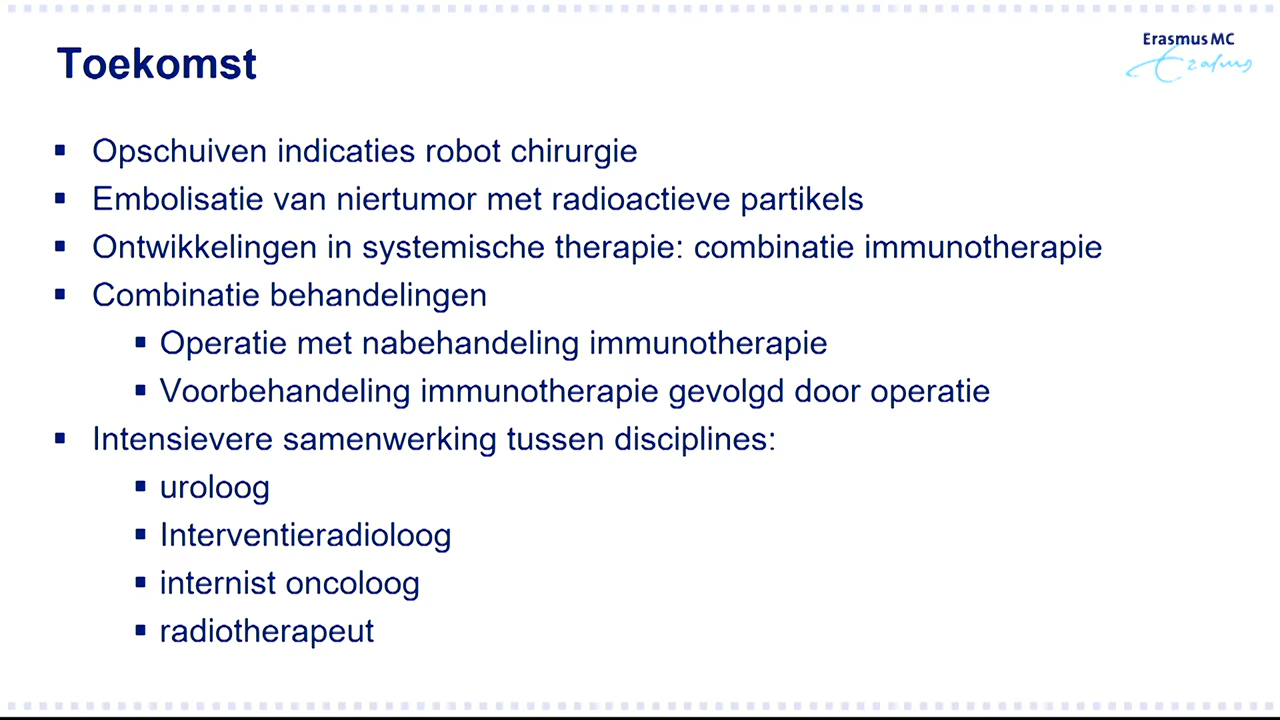 Toekomst
Erasmus MC
Erasmus
▪ Opschuiven indicaties robot chirurgie
▪ Embolisatie van niertumor met radioactieve partikels
▪ Ontwikkelingen in systemische therapie: combinatie immunotherapie
▪ Combinatie behandelingen
▪ Operatie met nabehandeling immunotherapie
▪ Voorbehandeling immunotherapie gevolgd door operatie
▪ Intensievere samenwerking tussen disciplines:
▪ uroloog
▪ Interventieradioloog
▪ internist oncoloog
▪ radiotherapeut